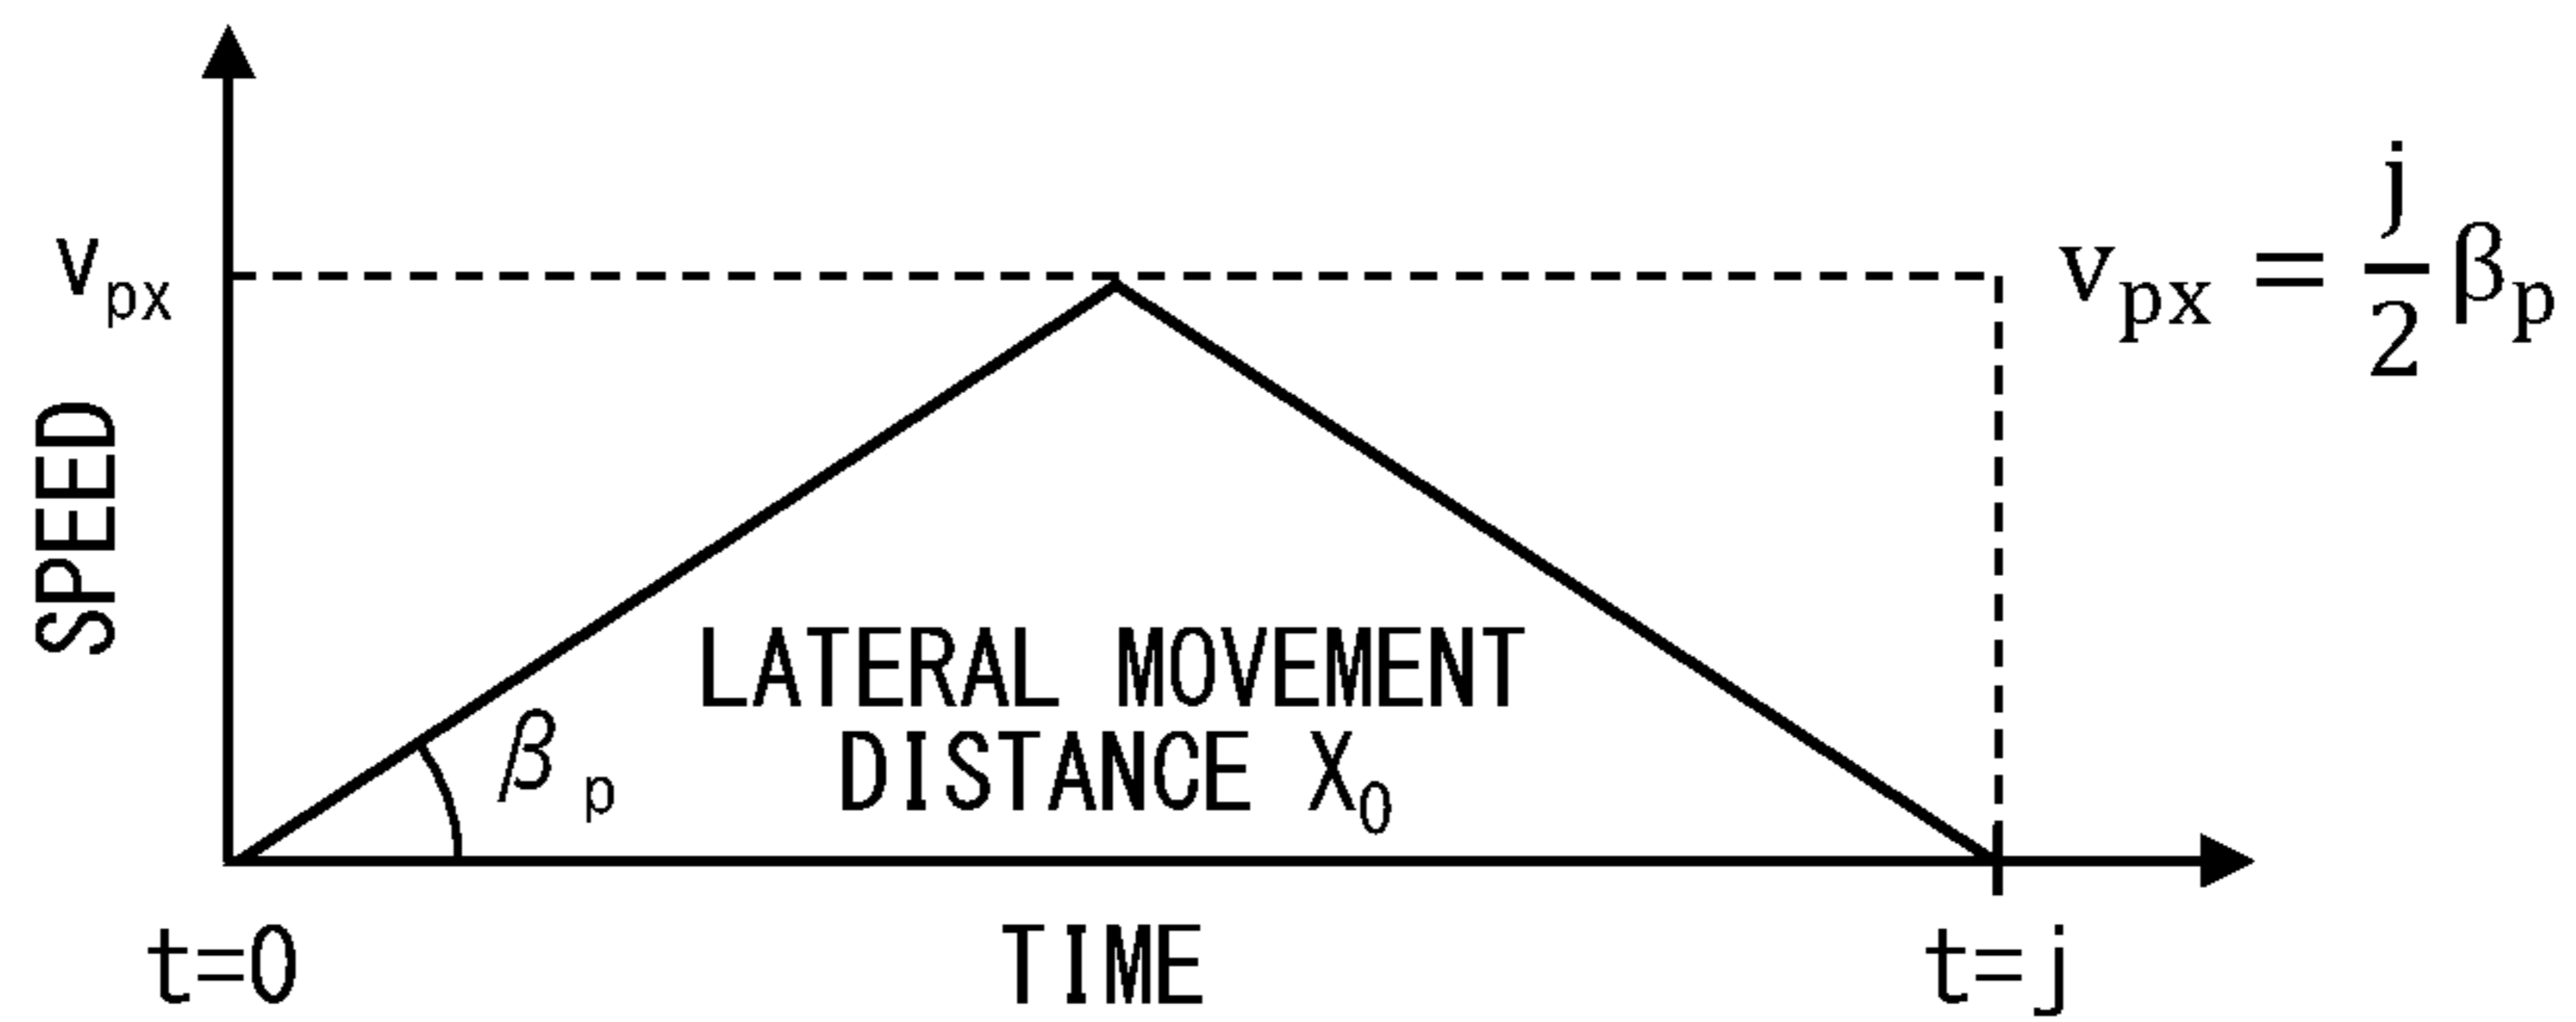 v_px
v_px = j/2 β_p
SPEED
LATERAL MOVEMENT
DISTANCE X_0
β_p
t=0
TIME
t=j